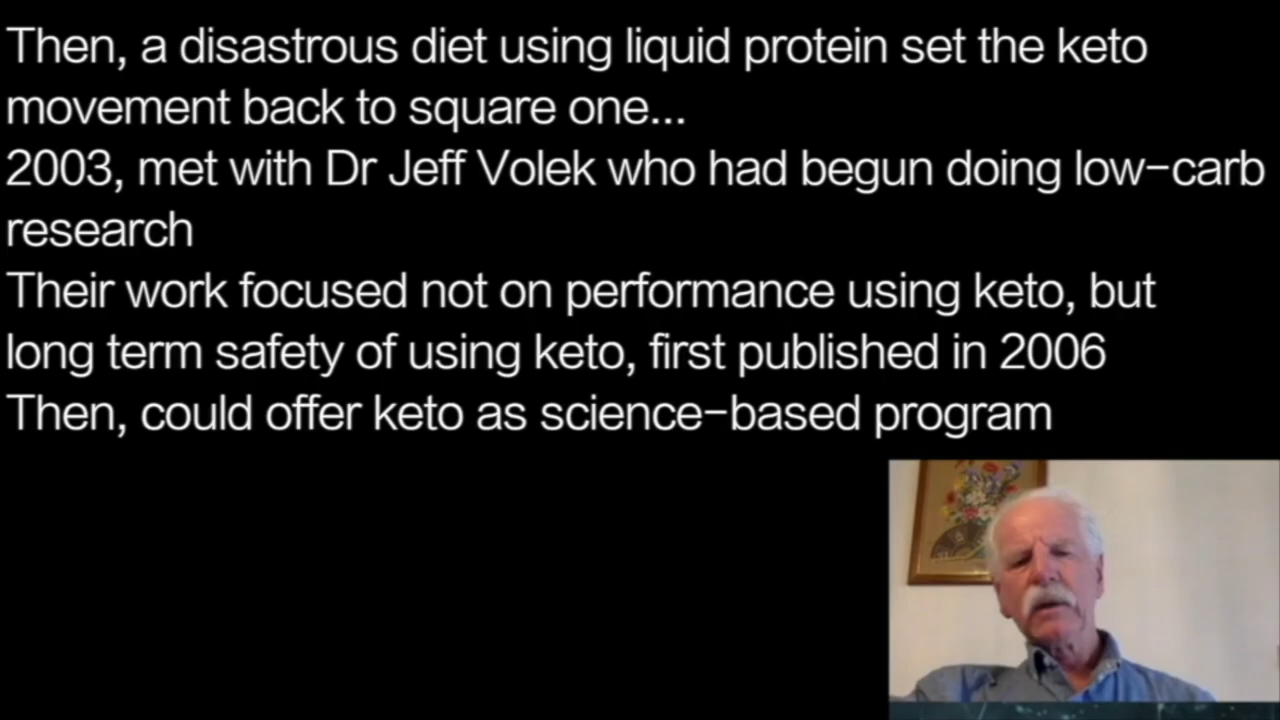 Then, a disastrous diet using liquid protein set the keto
movement back to square one...
2003, met with Dr Jeff Volek who had begun doing low-carb
research
Their work focused not on performance using keto, but
long term safety of using keto, first published in 2006
Then, could offer keto as science-based program